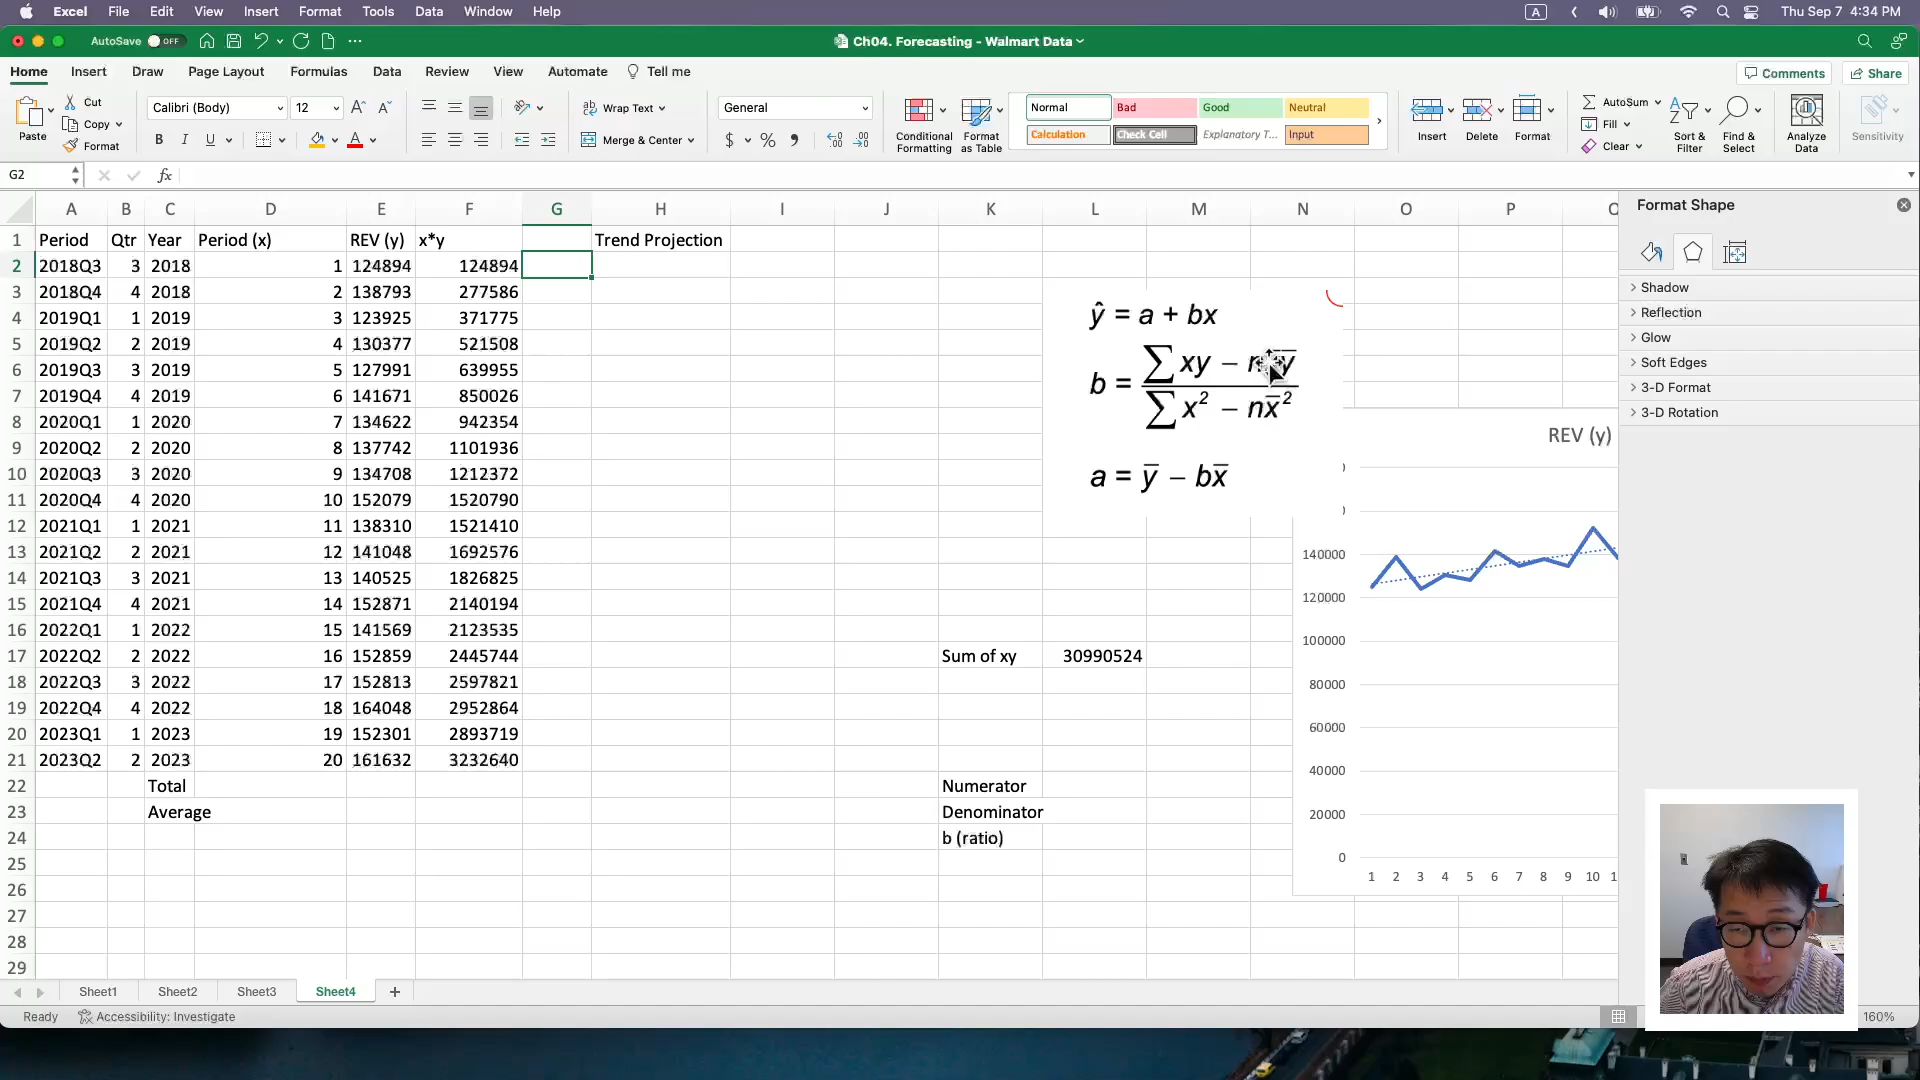 Excel File Edit View Insert Format Tools Data Window Help A Thu Sep 7 4:34 PM
AutoSave OFF Ch04. Forecasting - Walmart Data
Home Insert Draw Page Layout Formulas Data Review View Automate Tell me Comments Share
Paste Cut Copy Format
Calibri (Body) 12 A^ A
B I U A
ab Wrap Text
Merge & Center
General
$ % 9
Conditional Formatting
Format as Table
Normal Bad Good Neutral
Calculation Check Cell Explanatory T... Input
Insert Delete Format
AutoSum Fill Clear
Sort & Filter
Find & Select
Analyze Data
Sensitivity
G2 fx
A B C D E F G H I J K L M N O P
1 Period Qtr Year Period (x) REV (y) x*y Trend Projection
2 2018Q3 3 2018 1 124894 124894
3 2018Q4 4 2018 2 138793 277586
4 2019Q1 1 2019 3 123925 371775
5 2019Q2 2 2019 4 130377 521508
6 2019Q3 3 2019 5 127991 639955
7 2019Q4 4 2019 6 141671 850026
8 2020Q1 1 2020 7 134622 942354
9 2020Q2 2 2020 8 137742 1101936
10 2020Q3 3 2020 9 134708 1212372
11 2020Q4 4 2020 10 152079 1520790
12 2021Q1 1 2021 11 138310 1521410
13 2021Q2 2 2021 12 141048 1692576
14 2021Q3 3 2021 13 140525 1826825
15 2021Q4 4 2021 14 152871 2140194
16 2022Q1 1 2022 15 141569 2123535
17 2022Q2 2 2022 16 152859 2445744 Sum of xy 30990524
18 2022Q3 3 2022 17 152813 2597821
19 2022Q4 4 2022 18 164048 2952864
20 2023Q1 1 2023 19 152301 2893719
21 2023Q2 2 2023 20 161632 3232640
22 Total Numerator
23 Average Denominator
24 b (ratio)
25
26
27
28
29
ŷ = a + bx
b = ∑ xy −
∑ x² − nx̄²
a = ȳ − bx̄
REV (y)
140000
120000
100000
80000
60000
40000
20000
0
1 2 3 4 5 6 7 8 9 10
Format Shape
Shadow
Reflection
Glow
Soft Edges
3-D Format
3-D Rotation
Sheet1 Sheet2 Sheet3 Sheet4 +
Ready Accessibility: Investigate 160%